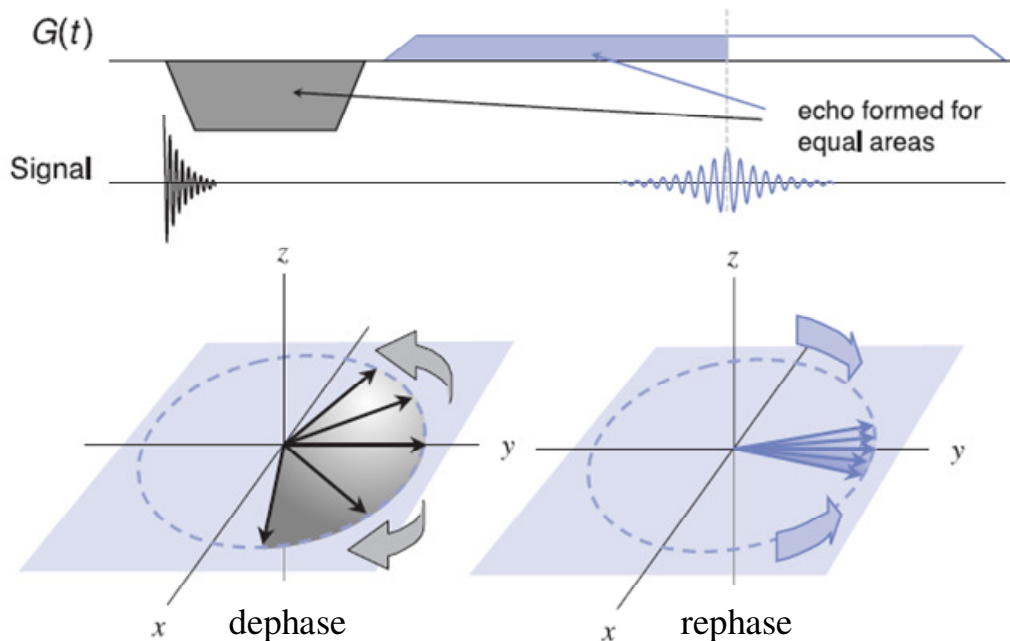 G(t)
echo formed for
equal areas
Signal
z
z
y
y
x
x
dephase
rephase